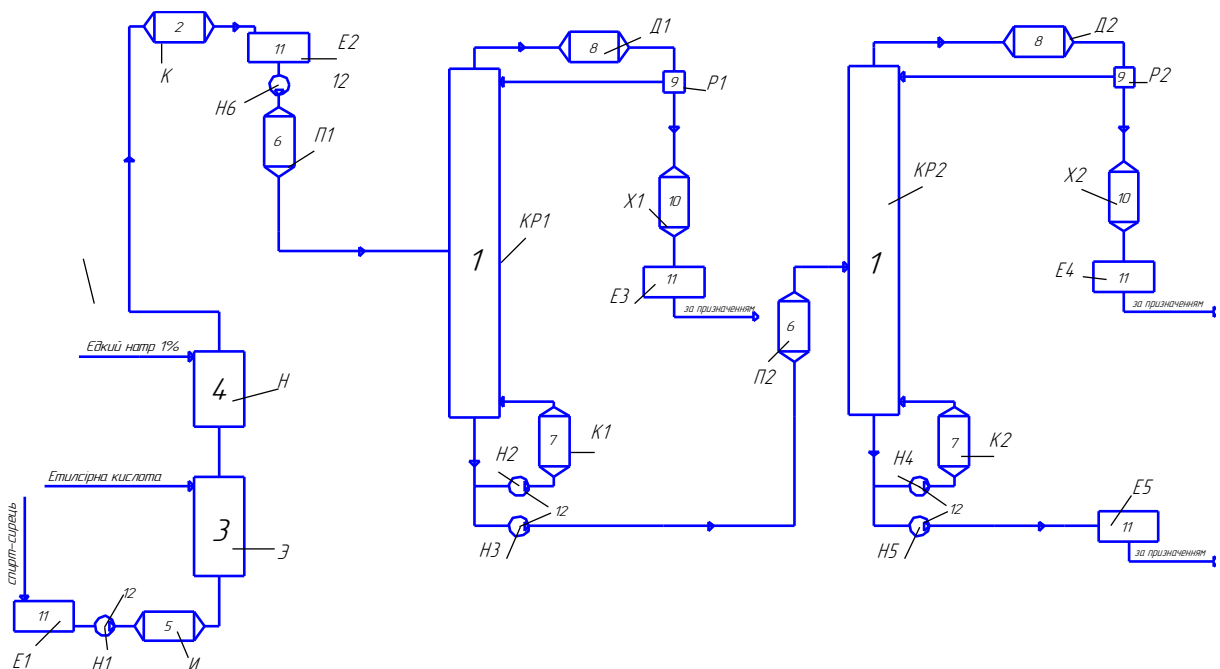 2
К
11
Е2
12
Н6
6
П1
8
Д1
9
Р1
10
Х1
11
Е3
за призначенням
1
КР1
7
К1
Н2
12
Н3
6
П2
8
Д2
9
Р2
10
Х2
11
Е4
за призначенням
1
КР2
7
К2
Н4
12
Н5
11
Е5
за призначенням
Едкий натр 1%
4
Н
Етилсірна кислота
3
Э
спирт-сирець
11
Е1
12
Н1
5
И